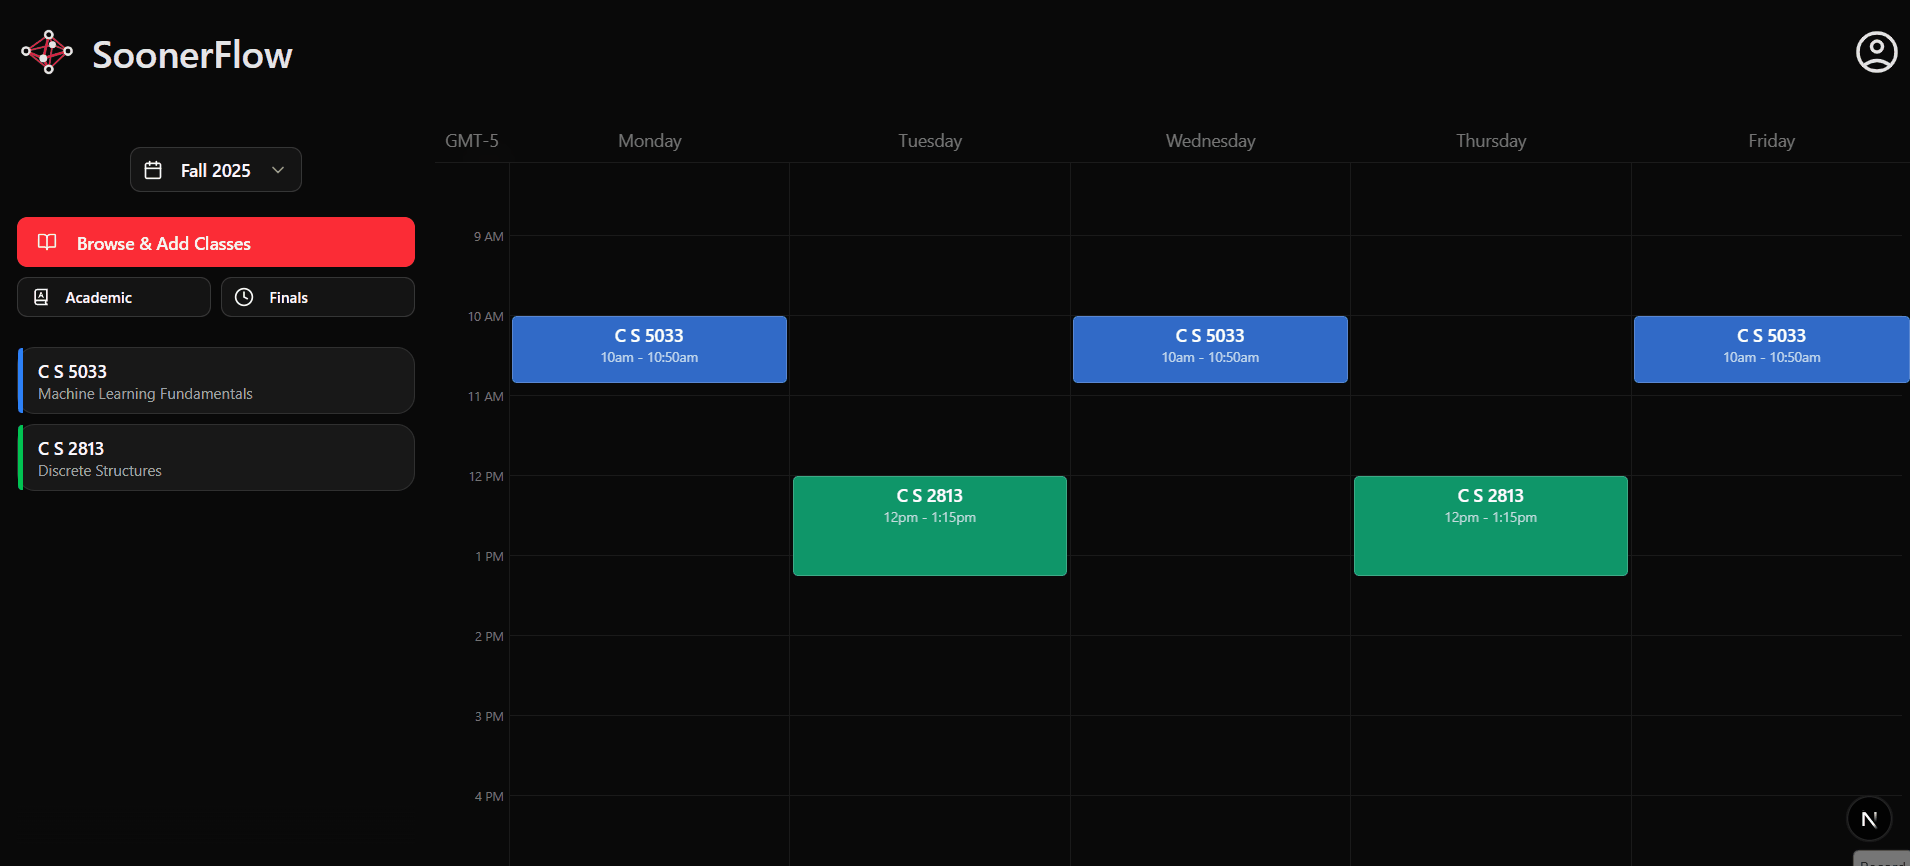 SoonerFlow
Fall 2025
Browse & Add Classes
Academic
Finals
C S 5033
Machine Learning Fundamentals
C S 2813
Discrete Structures
GMT-5 Monday Tuesday Wednesday Thursday Friday
9 AM
10 AM
C S 5033
10am - 10:50am
C S 5033
10am - 10:50am
C S 5033
10am - 10:50am
11 AM
12 PM
C S 2813
12pm - 1:15pm
C S 2813
12pm - 1:15pm
1 PM
2 PM
3 PM
4 PM
N